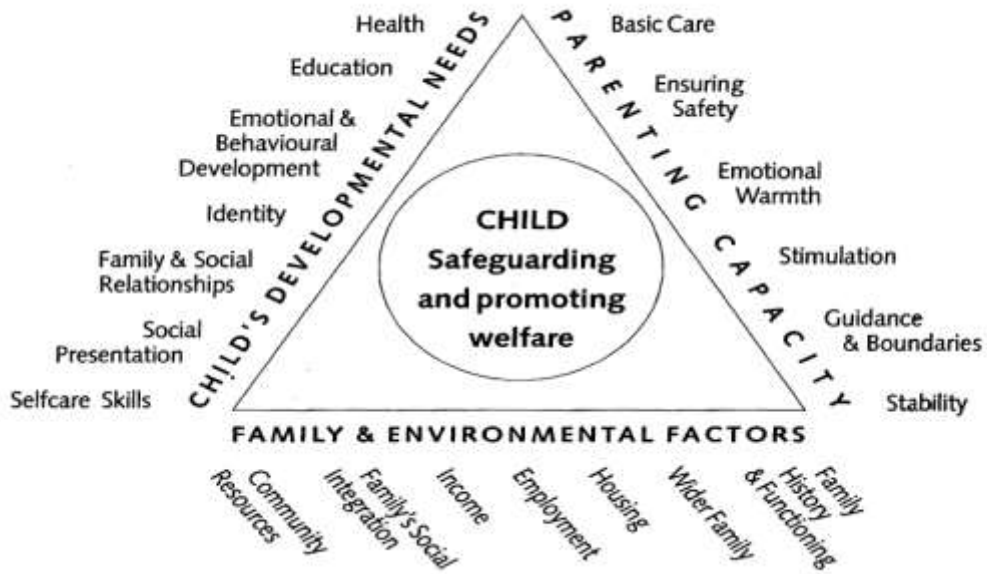 Health
Education
Emotional &
Behavioural
Development
Identity
Family & Social
Relationships
Social
Presentation
Selfcare Skills
CHILD'S DEVELOPMENTAL NEEDS
CHILD
Safeguarding
and promoting
welfare
PARENTING CAPACITY
Basic Care
Ensuring
Safety
Emotional
Warmth
Stimulation
Guidance
& Boundaries
Stability
FAMILY & ENVIRONMENTAL FACTORS
Community
Resources
Family's Social
Integration
Income
Employment
Housing
Wider Family
Family
History
& Functioning